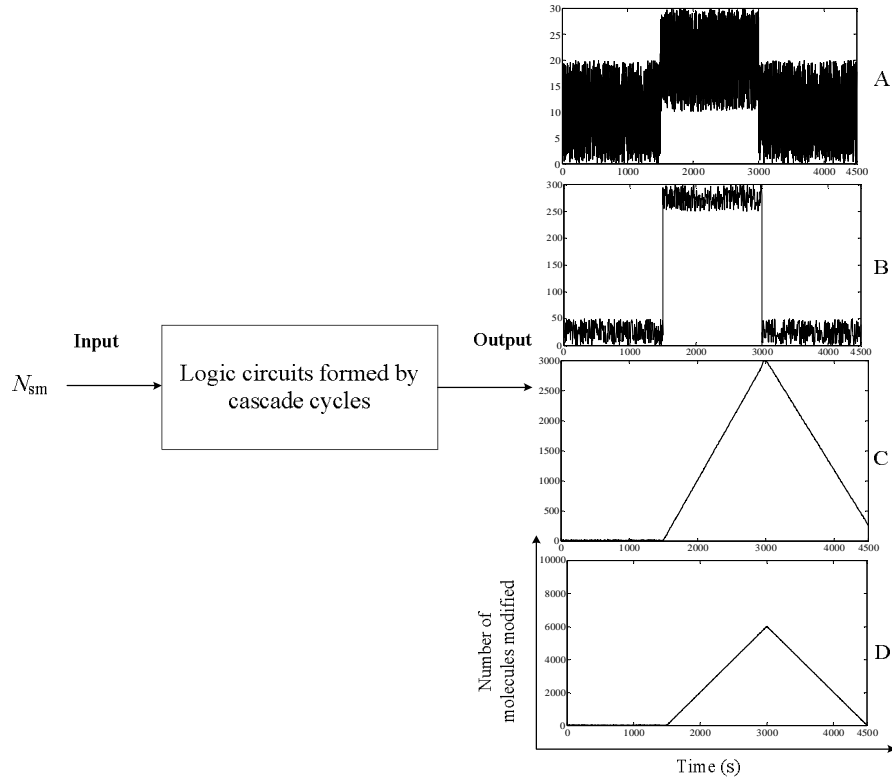 30
25
20
15
10
5
0
0 1000 2000 3000 4000 4500
A
300
250
200
150
100
50
0
0 1000 2000 3000 4000 4500
B
Input
Output
N_sm
Logic circuits formed by
cascade cycles
3000
2500
2000
1500
1000
500
0
0 1000 2000 3000 4000 4500
C
10000
8000
6000
4000
2000
0
0 1000 2000 3000 4000 4500
D
Number of
molecules modified
Time (s)